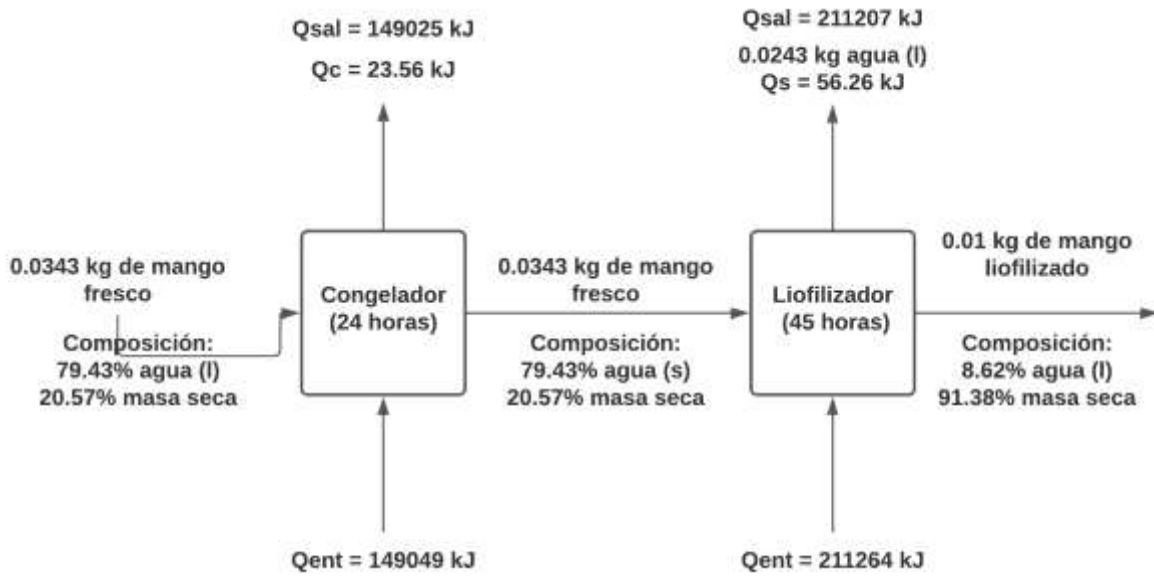 Qsal = 149025 kJ
Qc = 23.56 kJ
Qsal = 211207 kJ
0.0243 kg agua (l)
Qs = 56.26 kJ
0.0343 kg de mango
fresco
Composición:
79.43% agua (l)
20.57% masa seca
Congelador
(24 horas)
0.0343 kg de mango
fresco
Composición:
79.43% agua (s)
20.57% masa seca
Liofilizador
(45 horas)
0.01 kg de mango
liofilizado
Composición:
8.62% agua (l)
91.38% masa seca
Qent = 149049 kJ
Qent = 211264 kJ